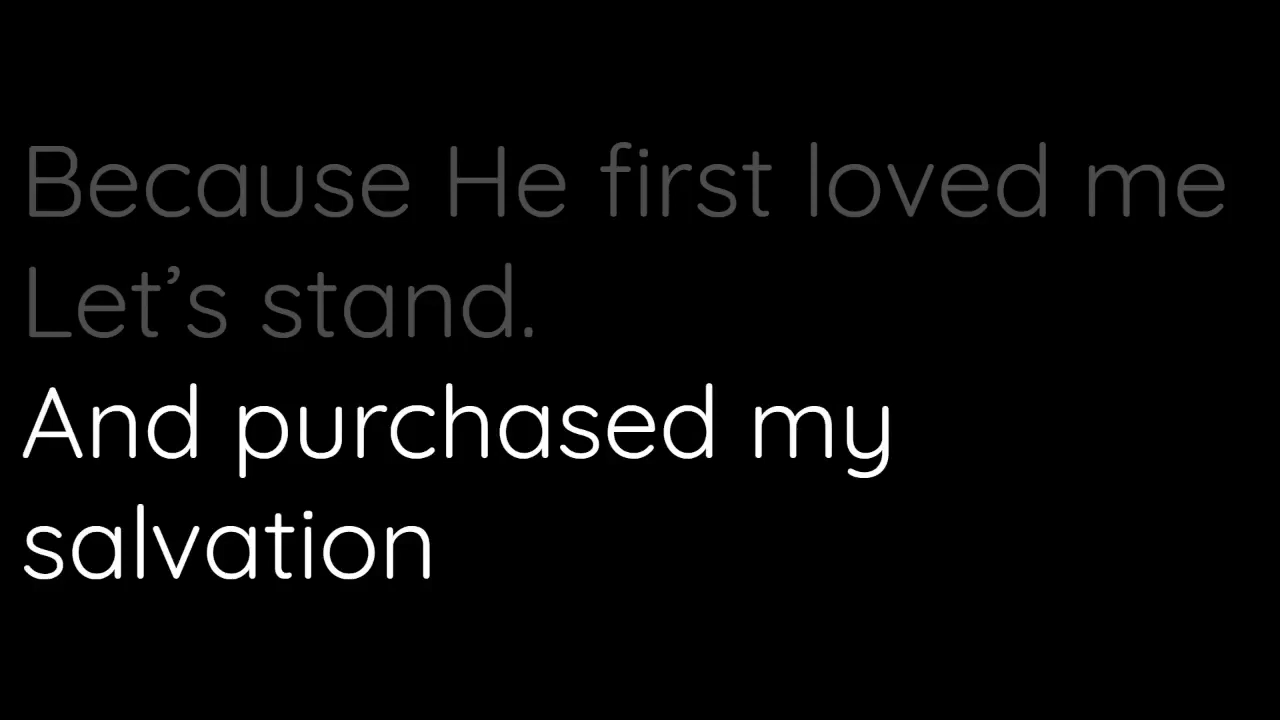 Because He first loved me
Let’s stand.
And purchased my
salvation